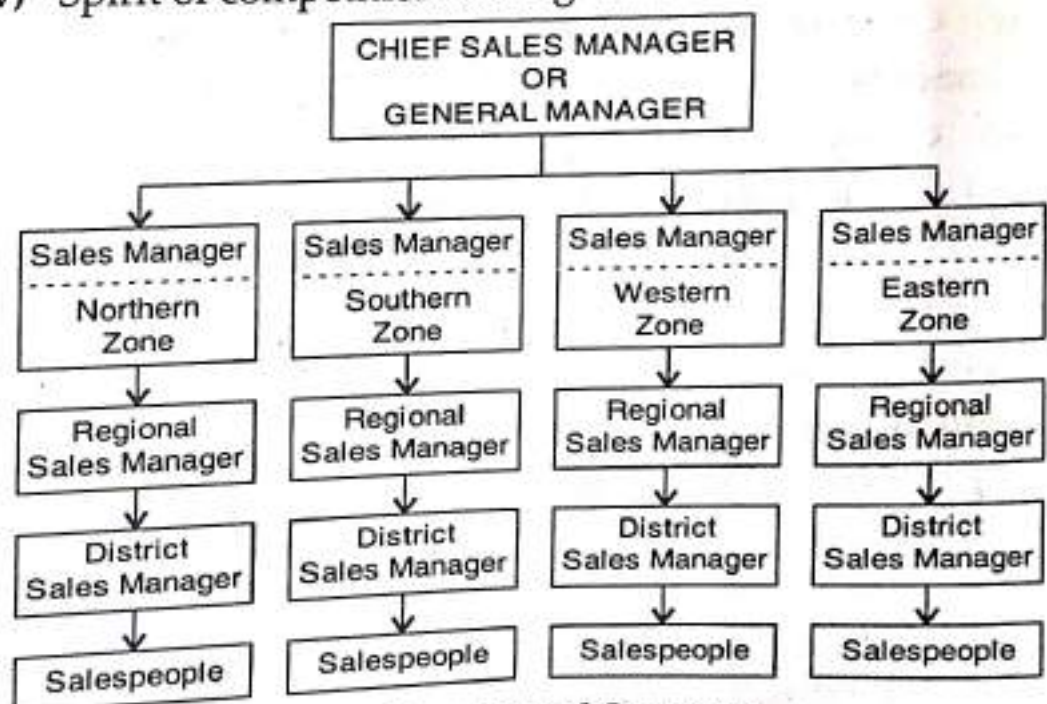 Spirit of
CHIEF SALES MANAGER
OR
GENERAL MANAGER
Sales Manager
Northern
Zone
Sales Manager
Southern
Zone
Sales Manager
Western
Zone
Sales Manager
Eastern
Zone
Regional
Sales Manager
Regional
Sales Manager
Regional
Sales Manager
Regional
Sales Manager
District
Sales Manager
District
Sales Manager
District
Sales Manager
District
Sales Manager
Salespeople
Salespeople
Salespeople
Salespeople